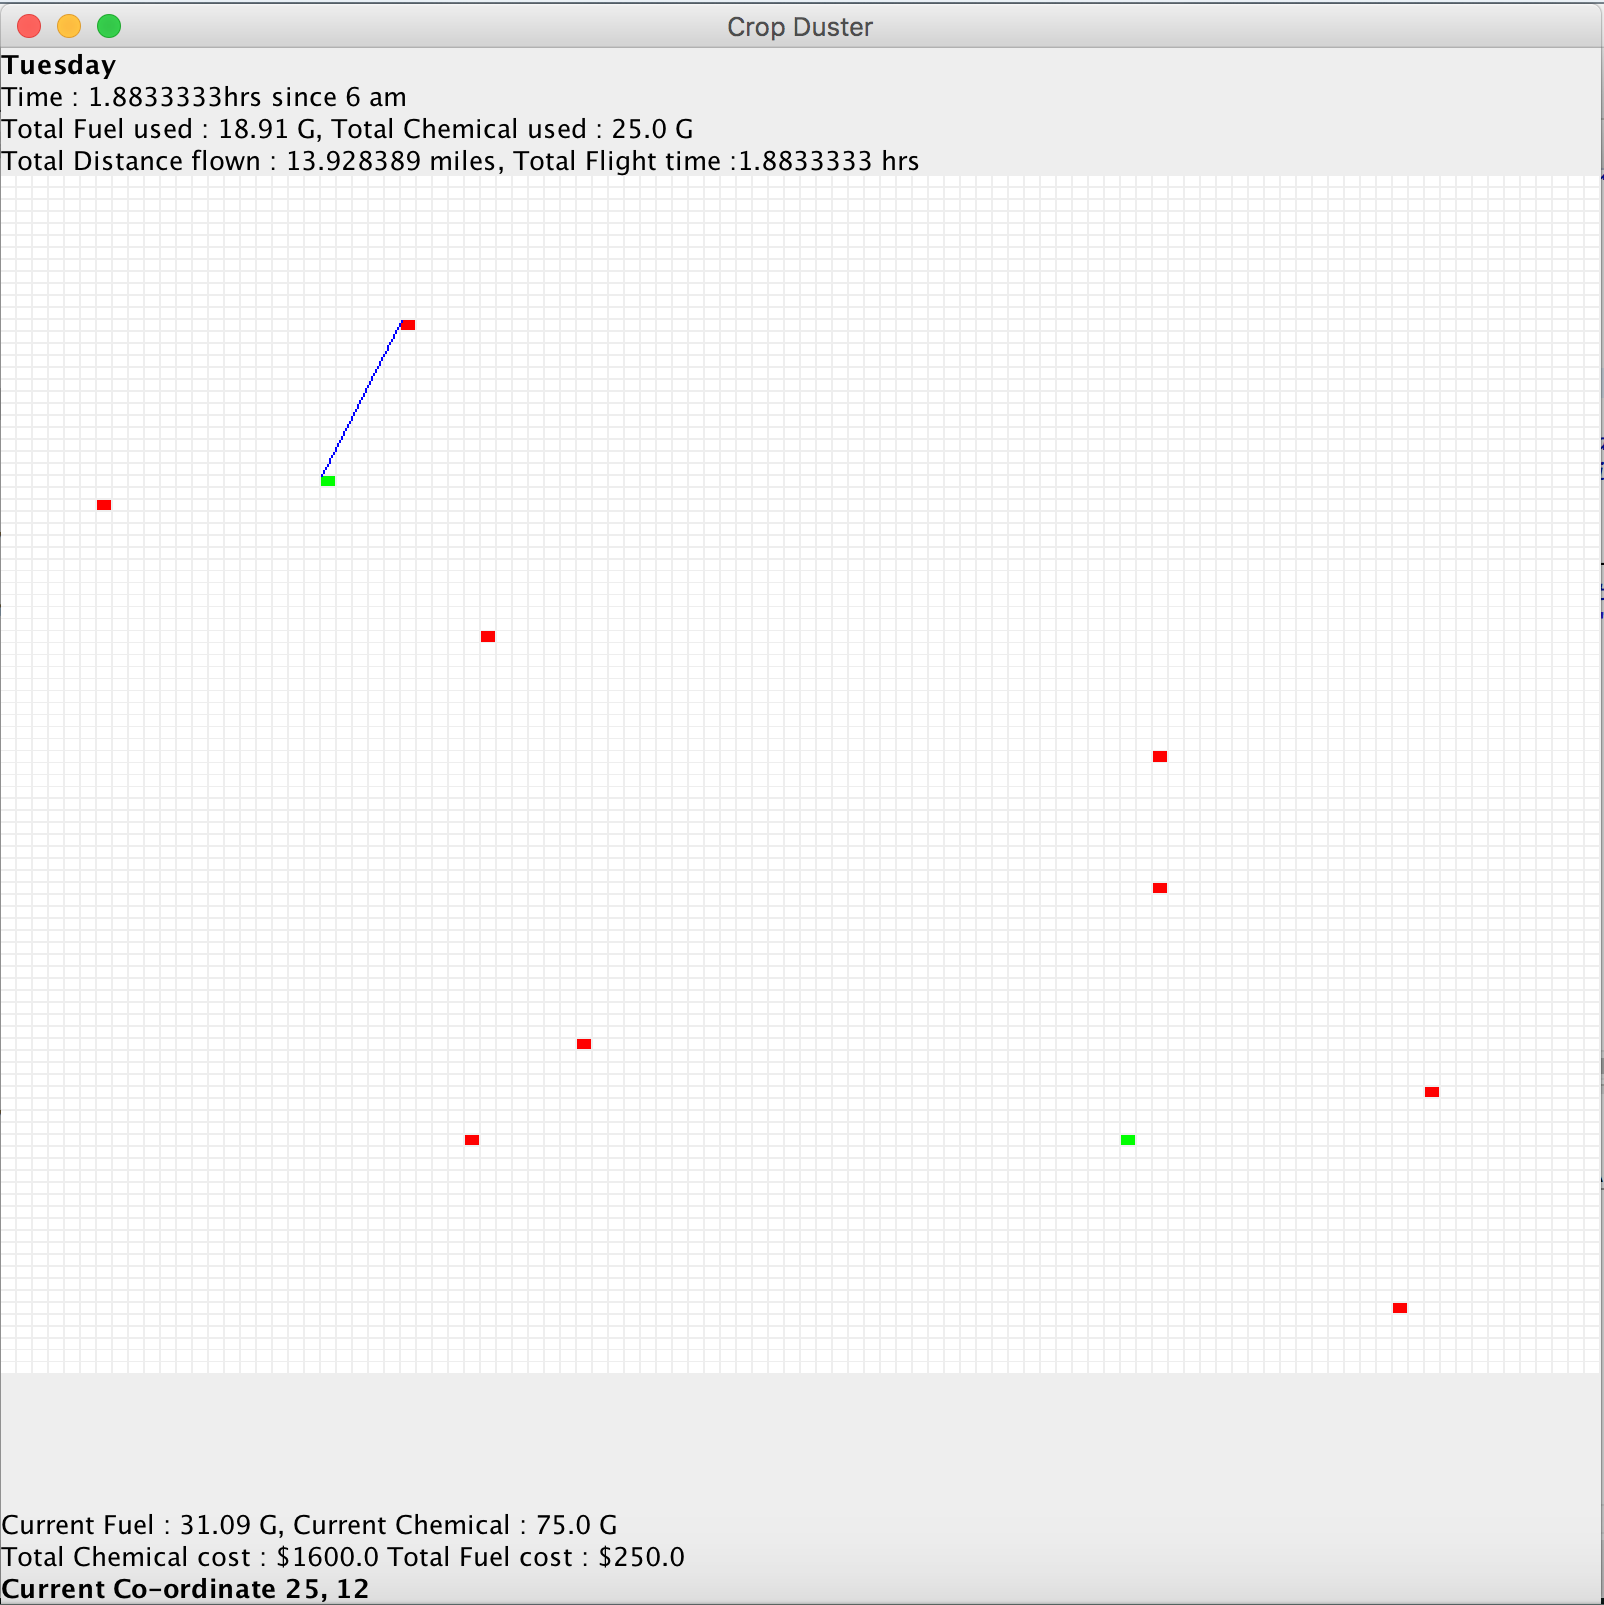 Crop Duster
Tuesday
Time : 1.8833333hrs since 6 am
Total Fuel used : 18.91 G, Total Chemical used : 25.0 G
Total Distance flown : 13.928389 miles, Total Flight time :1.8833333 hrs
Current Fuel : 31.09 G, Current Chemical : 75.0 G
Total Chemical cost : $1600.0 Total Fuel cost : $250.0
Current Co-ordinate 25, 12